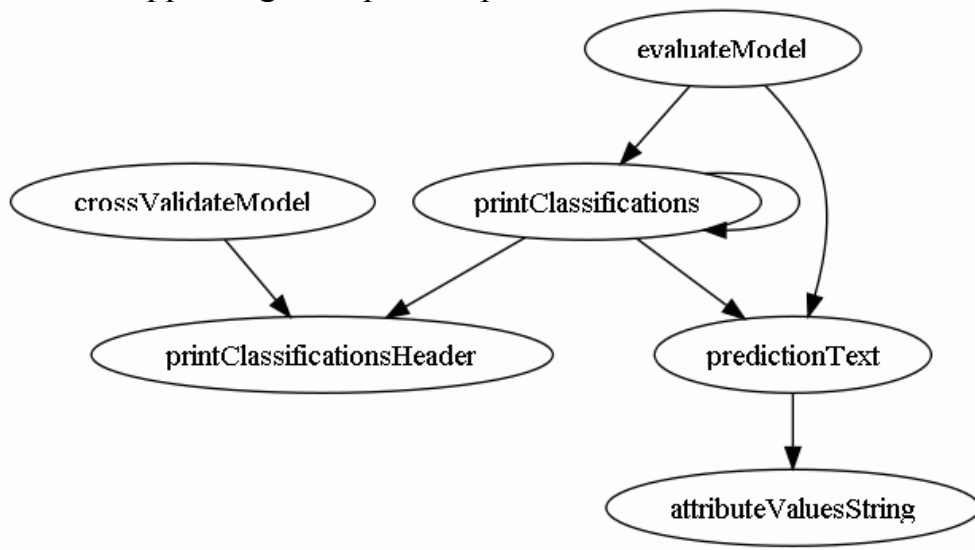 evaluateModel
crossValidateModel
printClassifications
printClassificationsHeader
predictionText
attributeValuesString